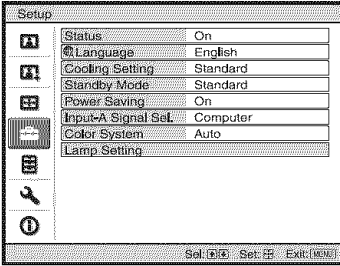 Setup
Status On
Language English
Cooling Setting Standard
Standby Mode Standard
Power Saving On
Input-A Signal Sel. Computer
Color System Auto
Lamp Setting
Sel: Set: Exit: MENU